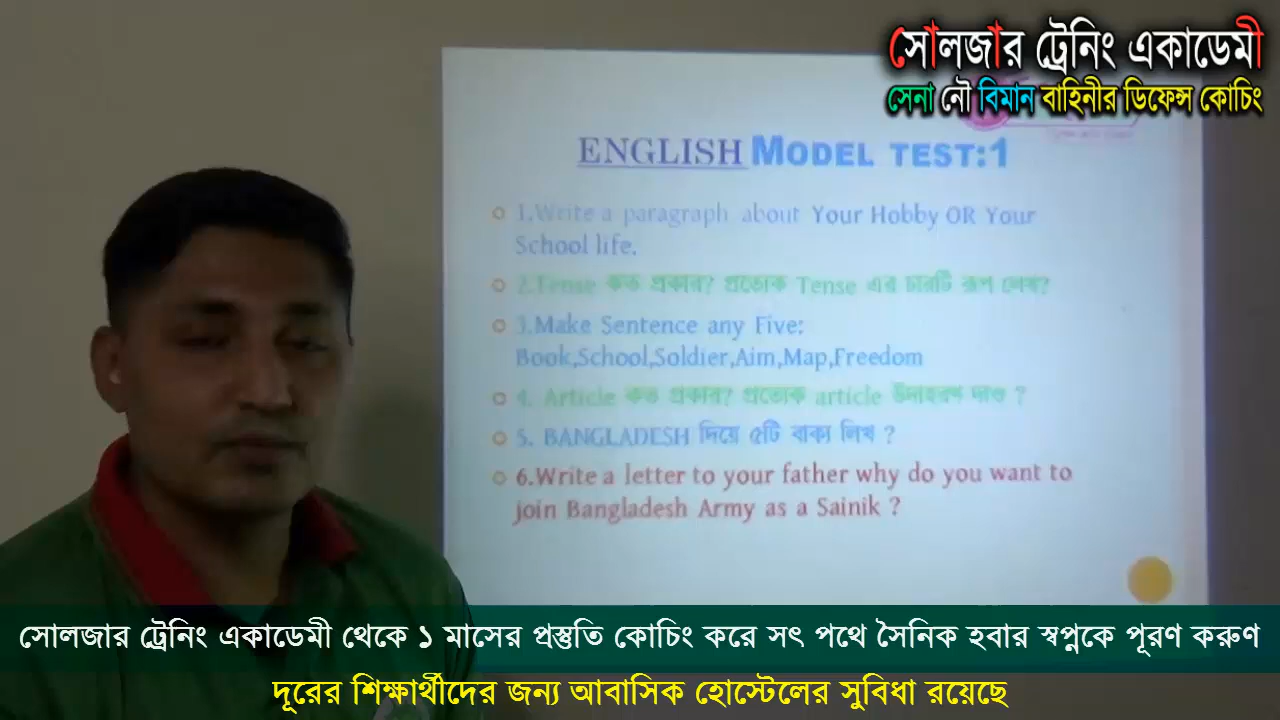 সোলজার ট্রেনিং একাডেমী
সেনা নৌ বিমান বাহিনীর ডিফেন্স কোচিং
ENGLISH MODEL TEST:1
1.Write a paragraph about Your Hobby OR Your
School life.
2.Tense কত প্রকার? প্রত্যেক Tense এর চারটি রূপ লেখ?
3.Make Sentence any Five:
Book,School,Soldier,Aim,Map,Freedom
4. Article কত প্রকার? প্রত্যেক article উদাহরণ দাও ?
5. BANGLADESH দিয়ে ৫টি বাক্য লিখ ?
6.Write a letter to your father why do you want to
join Bangladesh Army as a Sainik ?
সোলজার ট্রেনিং একাডেমী থেকে ১ মাসের প্রস্তুতি কোচিং করে সৎ পথে সৈনিক হবার স্বপ্নকে পূরণ করুণ
দূরের শিক্ষার্থীদের জন্য আবাসিক হোস্টেলের সুবিধা রয়েছে